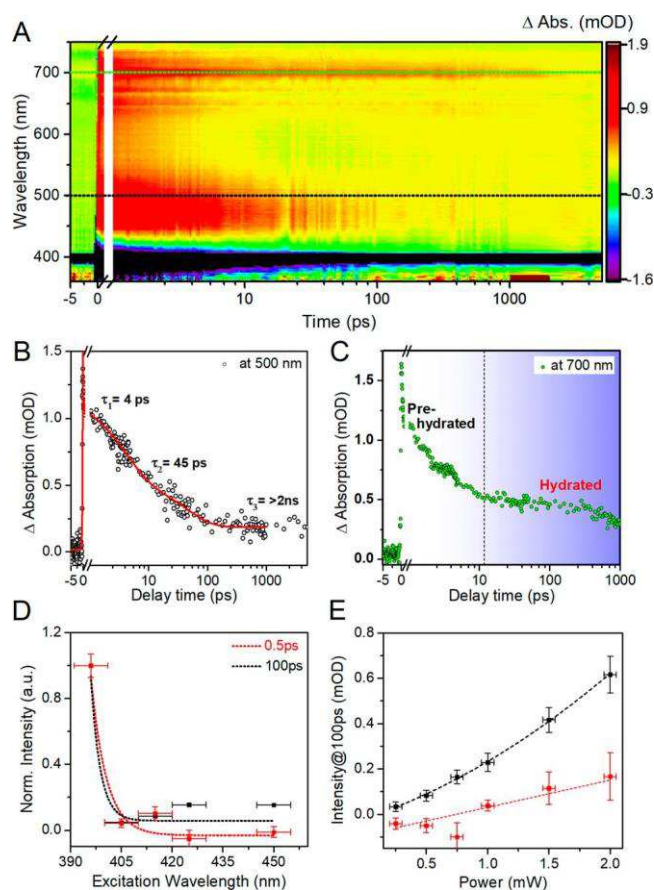 A
Δ Abs. (mOD)
Wavelength (nm)
700
600
500
400
-5 0 10 100 1000
Time (ps)
1.9
0.9
-0.3
-1.6
B
at 500 nm
Δ Absorption (mOD)
1.5
1.0
0.5
0.0
τ1= 4 ps
τ2= 45 ps
τ3= >2ns
-5 0 10 100 1000
Delay time (ps)
C
at 700 nm
Δ Absorption (mOD)
1.5
1.0
0.5
0.0
Pre-
hydrated
Hydrated
-5 0 10 100 1000
Delay time (ps)
D
0.5ps
100ps
Norm. Intensity (a.u.)
1.2
0.8
0.4
0.0
390 405 420 435 450
Excitation Wavelength (nm)
E
Intensity@100ps (mOD)
0.8
0.6
0.4
0.2
0.0
0.5 1.0 1.5 2.0
Power (mW)